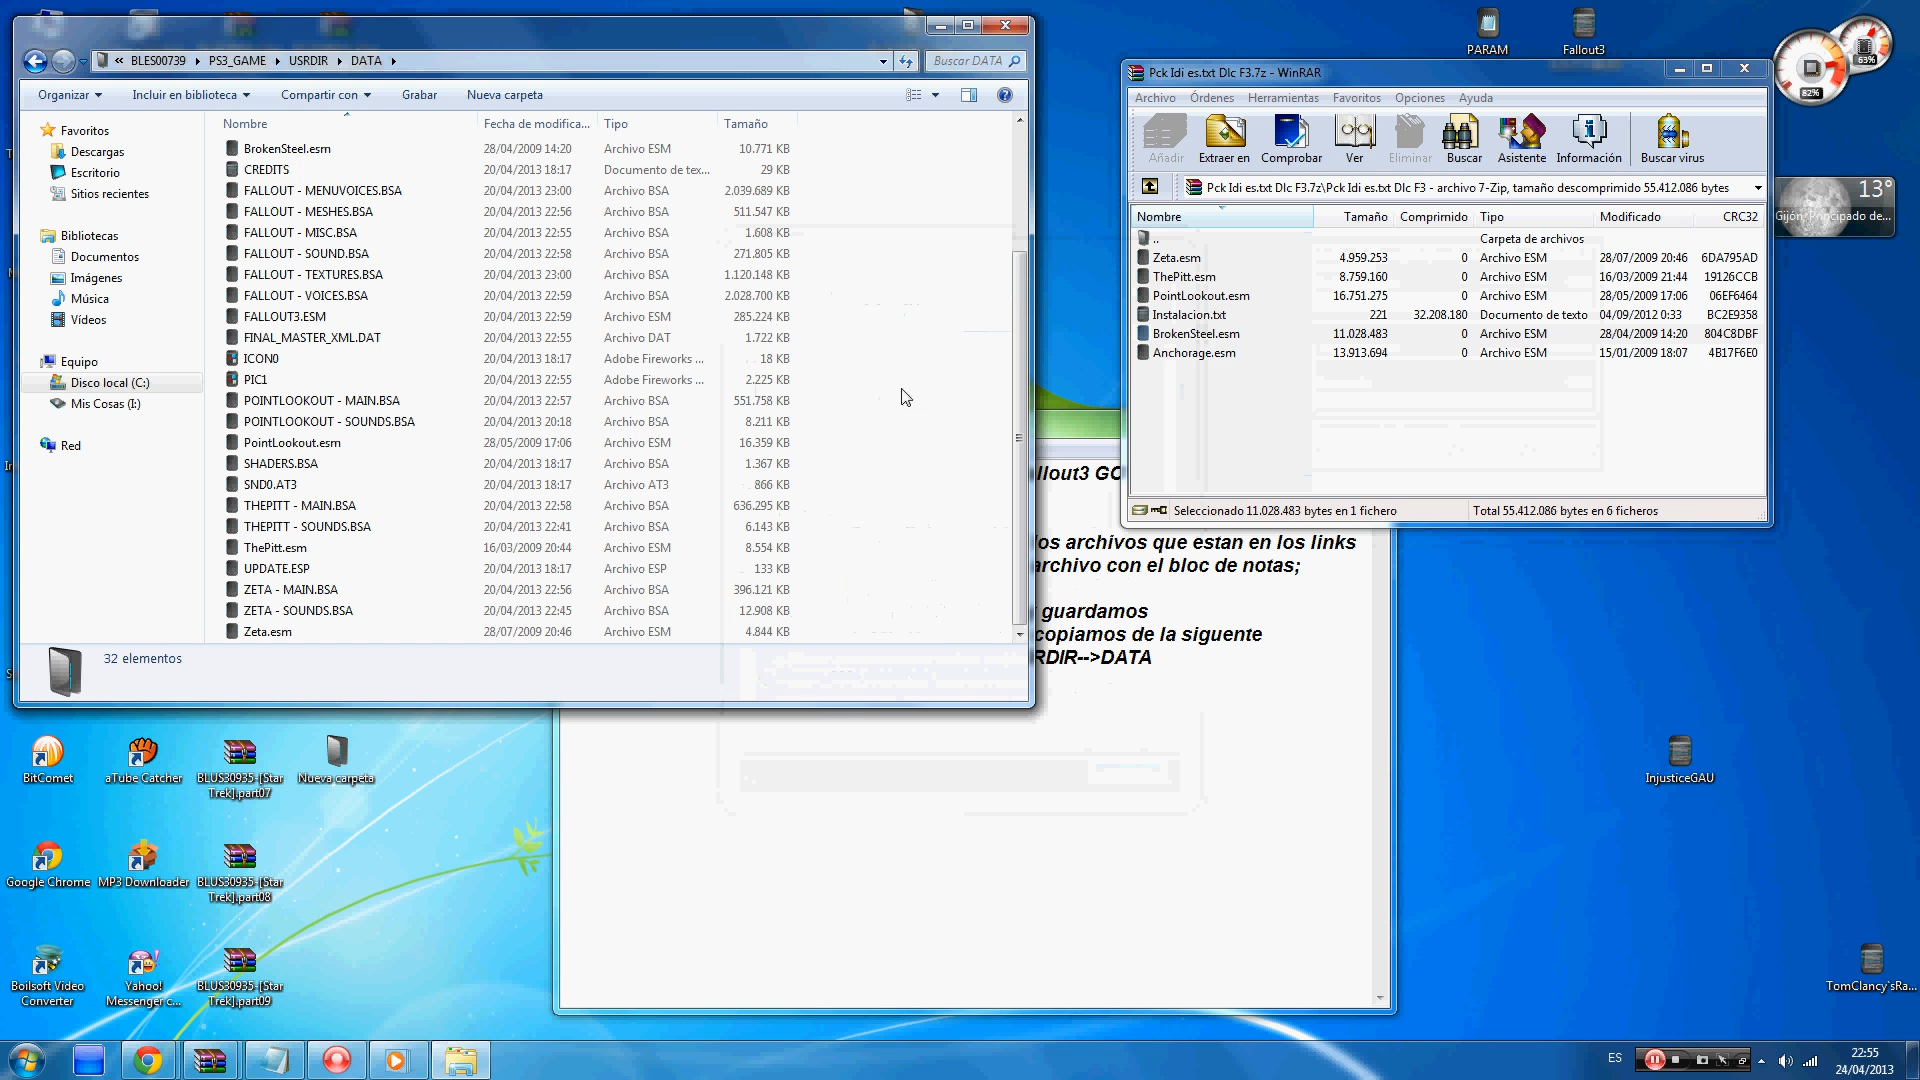 « BLES00739 ▸ PS3_GAME ▸ USRDIR ▸ DATA ▸
Buscar DATA
Organizar
Incluir en biblioteca
Compartir con
Grabar
Nueva carpeta
Favoritos
Descargas
Escritorio
Sitios recientes
Bibliotecas
Documentos
Imágenes
Música
Vídeos
Equipo
Disco local (C:)
Mis Cosas (I:)
Red
Nombre Fecha de modifica... Tipo Tamaño
BrokenSteel.esm 28/04/2009 14:20 Archivo ESM 10.771 KB
CREDITS 20/04/2013 18:17 Documento de tex... 29 KB
FALLOUT - MENUVOICES.BSA 20/04/2013 23:00 Archivo BSA 2.039.689 KB
FALLOUT - MESHES.BSA 20/04/2013 22:56 Archivo BSA 511.547 KB
FALLOUT - MISC.BSA 20/04/2013 22:55 Archivo BSA 1.608 KB
FALLOUT - SOUND.BSA 20/04/2013 22:58 Archivo BSA 271.805 KB
FALLOUT - TEXTURES.BSA 20/04/2013 23:00 Archivo BSA 1.120.148 KB
FALLOUT - VOICES.BSA 20/04/2013 22:59 Archivo BSA 2.028.700 KB
FALLOUT3.ESM 20/04/2013 22:59 Archivo ESM 285.224 KB
FINAL_MASTER_XML.DAT 20/04/2013 22:55 Archivo DAT 1.722 KB
ICON0 20/04/2013 18:17 Adobe Fireworks ... 18 KB
PIC1 20/04/2013 22:55 Adobe Fireworks ... 2.225 KB
POINTLOOKOUT - MAIN.BSA 20/04/2013 22:57 Archivo BSA 551.758 KB
POINTLOOKOUT - SOUNDS.BSA 20/04/2013 20:18 Archivo BSA 8.211 KB
PointLookout.esm 28/05/2009 17:06 Archivo ESM 16.359 KB
SHADERS.BSA 20/04/2013 18:17 Archivo BSA 1.367 KB
SND0.AT3 20/04/2013 18:17 Archivo AT3 866 KB
THEPITT - MAIN.BSA 20/04/2013 22:58 Archivo BSA 636.295 KB
THEPITT - SOUNDS.BSA 20/04/2013 22:41 Archivo BSA 6.143 KB
ThePitt.esm 16/03/2009 20:44 Archivo ESM 8.554 KB
UPDATE.ESP 20/04/2013 18:17 Archivo ESP 133 KB
ZETA - MAIN.BSA 20/04/2013 22:56 Archivo BSA 396.121 KB
ZETA - SOUNDS.BSA 20/04/2013 22:45 Archivo BSA 12.908 KB
Zeta.esm 28/07/2009 20:46 Archivo ESM 4.844 KB
32 elementos
PARAM
Fallout3
82%
63%
13°
Gijón, Principado de...
Pck Idi es.txt Dlc F3.7z - WinRAR
Archivo Órdenes Herramientas Favoritos Opciones Ayuda
Añadir Extraer en Comprobar Ver Eliminar Buscar Asistente Información Buscar virus
Pck Idi es.txt Dlc F3.7z\Pck Idi es.txt Dlc F3 - archivo 7-Zip, tamaño descomprimido 55.412.086 bytes
Nombre Tamaño Comprimido Tipo Modificado CRC32
.. Carpeta de archivos
Zeta.esm 4.959.253 0 Archivo ESM 28/07/2009 20:46 6DA795AD
ThePitt.esm 8.759.160 0 Archivo ESM 16/03/2009 21:44 19126CCB
PointLookout.esm 16.751.275 0 Archivo ESM 28/05/2009 17:06 06EF6464
Instalacion.txt 221 32.208.180 Documento de texto 04/09/2012 0:33 BC2E9358
BrokenSteel.esm 11.028.483 0 Archivo ESM 28/04/2009 14:20 804C8DBF
Anchorage.esm 13.913.694 0 Archivo ESM 15/01/2009 18:07 4B17F6E0
Seleccionado 11.028.483 bytes en 1 fichero
Total 55.412.086 bytes en 6 ficheros
llout3 GO
los archivos que estan en los links
archivo con el bloc de notas;
guardamos
copiamos de la siguente
RDIR-->DATA
BitComet
aTube Catcher
BLUS30935-[Star Trek].part07
Nueva carpeta
InjusticeGAU
Google Chrome
MP3 Downloader
BLUS30935-[Star Trek].part08
Boilsoft Video Converter
Yahoo! Messenger c...
BLUS30935-[Star Trek].part09
TomClancy`sRa...
ES
22:55
24/04/2013